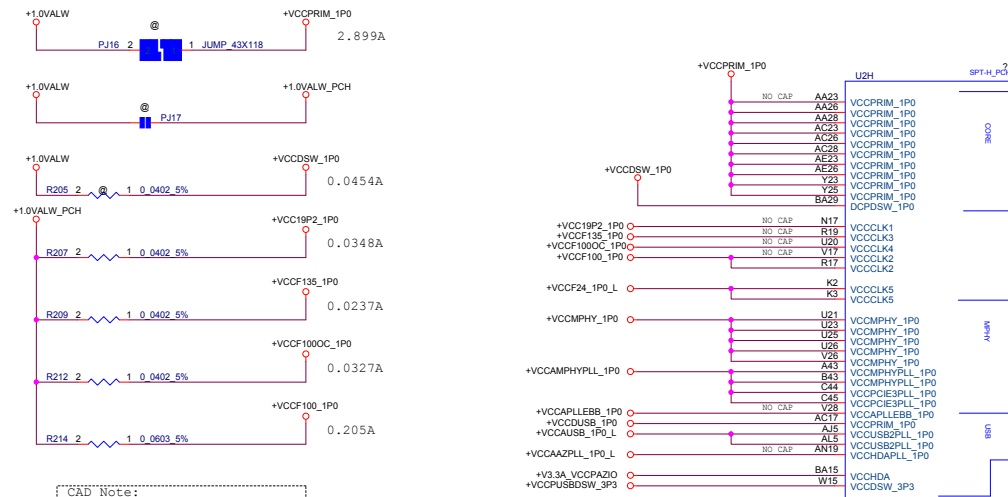 +1.0VALW
+VCCPRIM_1P0
@
PJ16 2 1 JUMP_43X118
2.899A
+1.0VALW
+1.0VALW_PCH
@
PJ17
+1.0VALW
+VCCDSW_1P0
R205 2 @ 1 0_0402_5%
0.0454A
+1.0VALW_PCH
+VCC19P2_1P0
R207 2 1 0_0402_5%
0.0348A
+VCCF135_1P0
R209 2 1 0_0402_5%
0.0237A
+VCCF100OC_1P0
R212 2 1 0_0402_5%
0.0327A
+VCCF100_1P0
R214 2 1 0_0603_5%
0.205A
CAD Note:
+VCCPRIM_1P0
U2H
?
SPT-H_PCH
NO CAP AA23 VCCPRIM_1P0
AA26 VCCPRIM_1P0
AA28 VCCPRIM_1P0
AC23 VCCPRIM_1P0
AC26 VCCPRIM_1P0
AC28 VCCPRIM_1P0
AE23 VCCPRIM_1P0
AE26 VCCPRIM_1P0
Y23 VCCPRIM_1P0
Y25 VCCPRIM_1P0
+VCCDSW_1P0
BA29 DCPDSW_1P0
CORE
+VCC19P2_1P0 NO CAP N17 VCCCLK1
+VCCF135_1P0 NO CAP R19 VCCCLK3
+VCCF100OC_1P0 NO CAP U20 VCCCLK4
+VCCF100_1P0 NO CAP V17 VCCCLK2
R17 VCCCLK2
+VCCF24_1P0_L K2 VCCCLK5
K3 VCCCLK5
+VCCMPHY_1P0 U21 VCCMPHY_1P0
U23 VCCMPHY_1P0
U25 VCCMPHY_1P0
U26 VCCMPHY_1P0
V26 VCCMPHY_1P0
MPHY
+VCCAMPHYPLL_1P0 A43 VCCMPHYPLL_1P0
B43 VCCMPHYPLL_1P0
C44 VCCPCIE3PLL_1P0
C45 VCCPCIE3PLL_1P0
+VCCAPLLEBB_1P0 NO CAP V28 VCCAPLLEBB_1P0
+VCCDUSB_1P0 AC17 VCCPRIM_1P0
+VCCAUSB_1P0_L AJ5 VCCUSB2PLL_1P0
AL5 VCCUSB2PLL_1P0
USB
+VCCAAZPLL_1P0_L NO CAP AN19 VCCHDAPLL_1P0
+V3.3A_VCCPAZIO BA15 VCCHDA
+VCCPUSBDSW_3P3 W15 VCCDSW_3P3